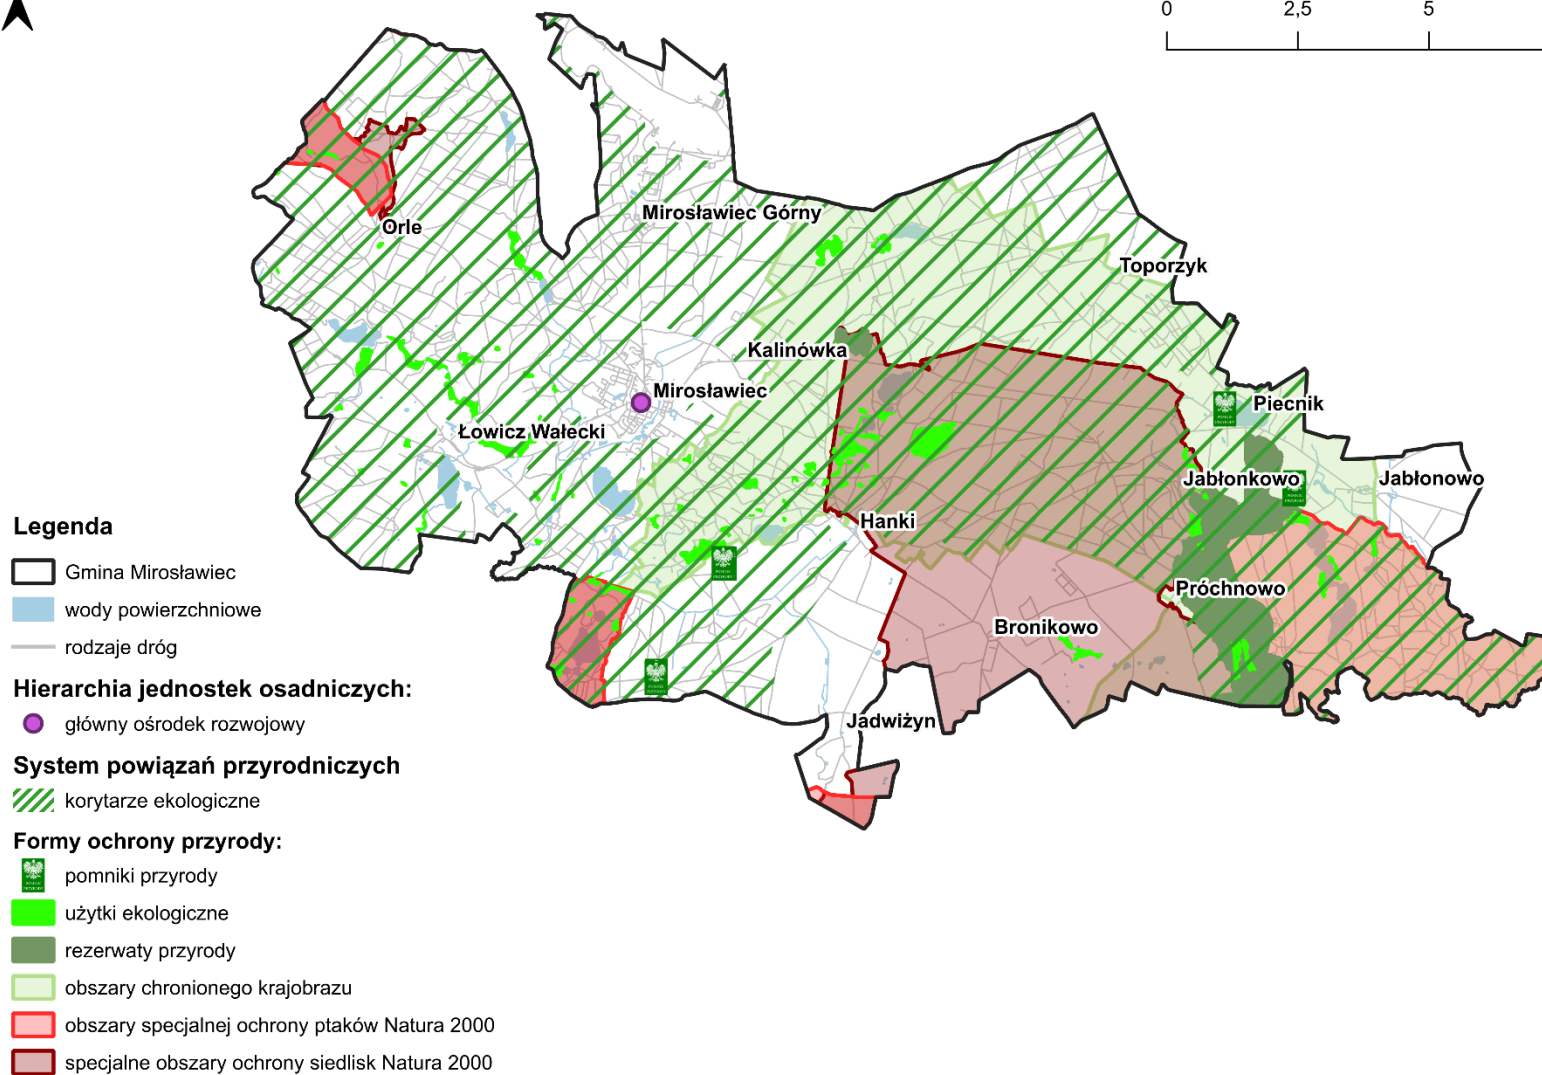 0 2,5 5
Mirosławiec Górny
Orle
Toporzyk
Kalinówka
Mirosławiec
Piecnik
Łowicz Wałecki
Jabłonkowo
Jabłonowo
Hanki
Próchnowo
Bronikowo
Jadwiżyn
Legenda
Gmina Mirosławiec
wody powierzchniowe
rodzaje dróg
Hierarchia jednostek osadniczych:
główny ośrodek rozwojowy
System powiązań przyrodniczych
korytarze ekologiczne
Formy ochrony przyrody:
pomniki przyrody
użytki ekologiczne
rezerwaty przyrody
obszary chronionego krajobrazu
obszary specjalnej ochrony ptaków Natura 2000
specjalne obszary ochrony siedlisk Natura 2000